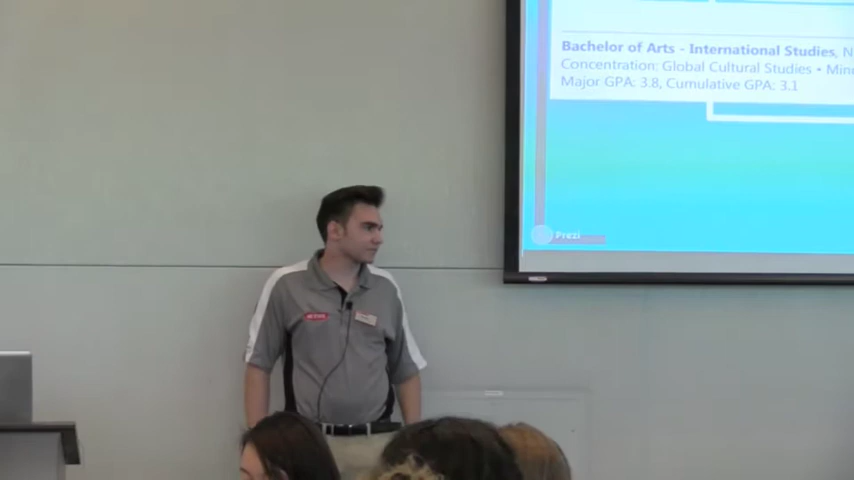 Bachelor of Arts - International Studies,
Concentration: Global Cultural Studies •
Major GPA: 3.8, Cumulative GPA: 3.1
Prezi